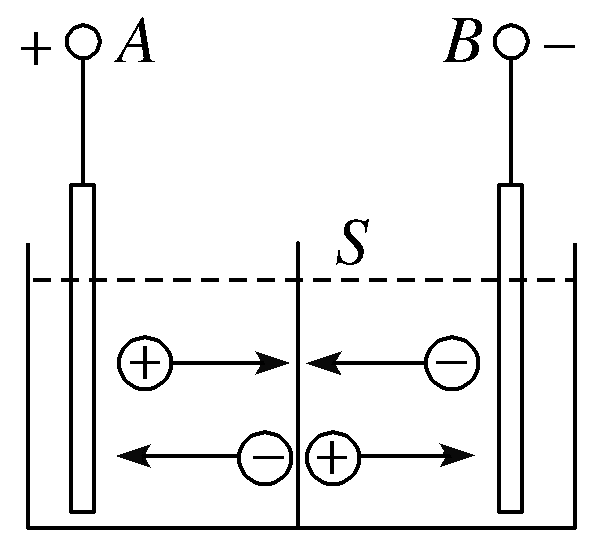 + A B −
S
+ −
− +